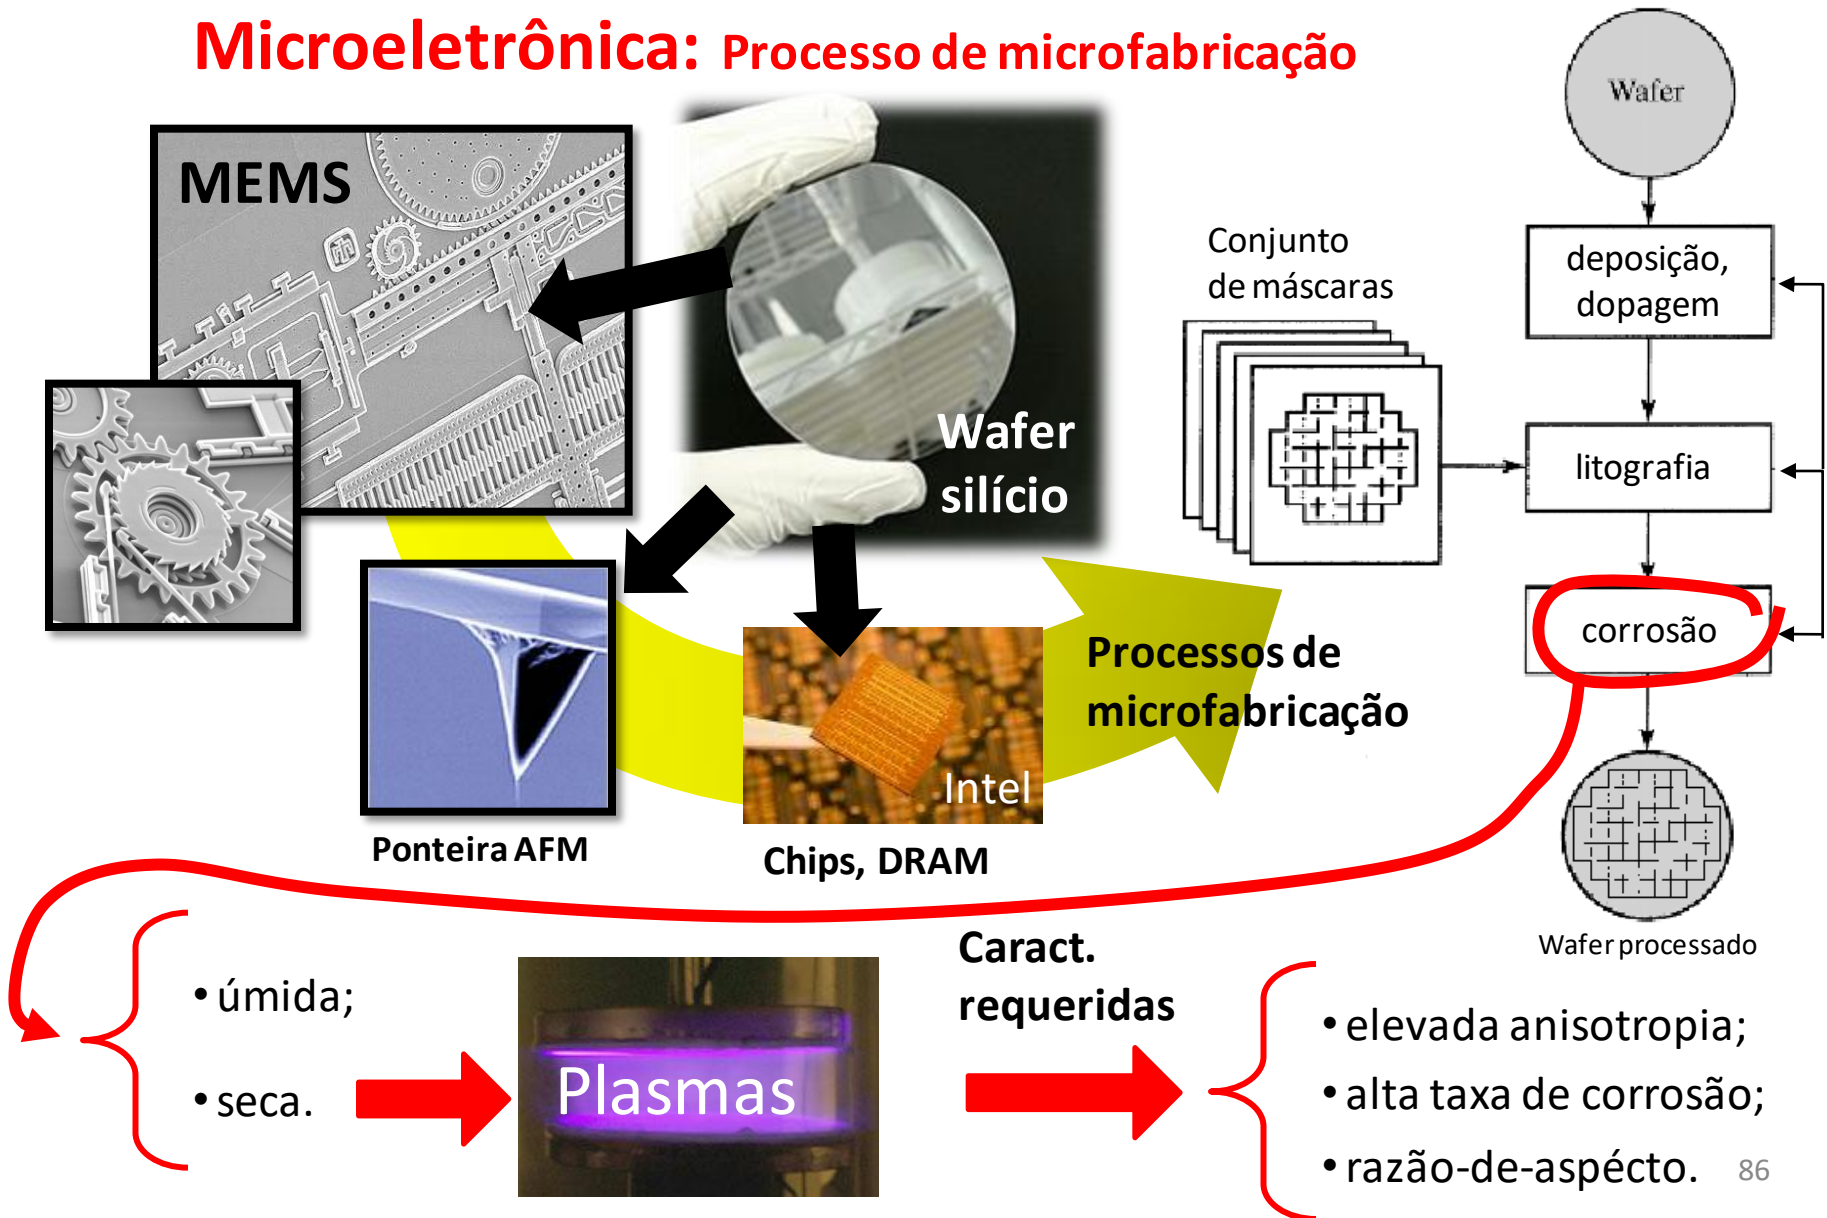 Microeletrônica: Processo de microfabricação
MEMS
Wafer
silício
Ponteira AFM
Intel
Chips, DRAM
Processos de
microfabricação
Conjunto
de máscaras
Wafer
deposição,
dopagem
litografia
corrosão
Wafer processado
• úmida;
• seca.
Plasmas
Caract.
requeridas
• elevada anisotropia;
• alta taxa de corrosão;
• razão-de-aspécto.
86